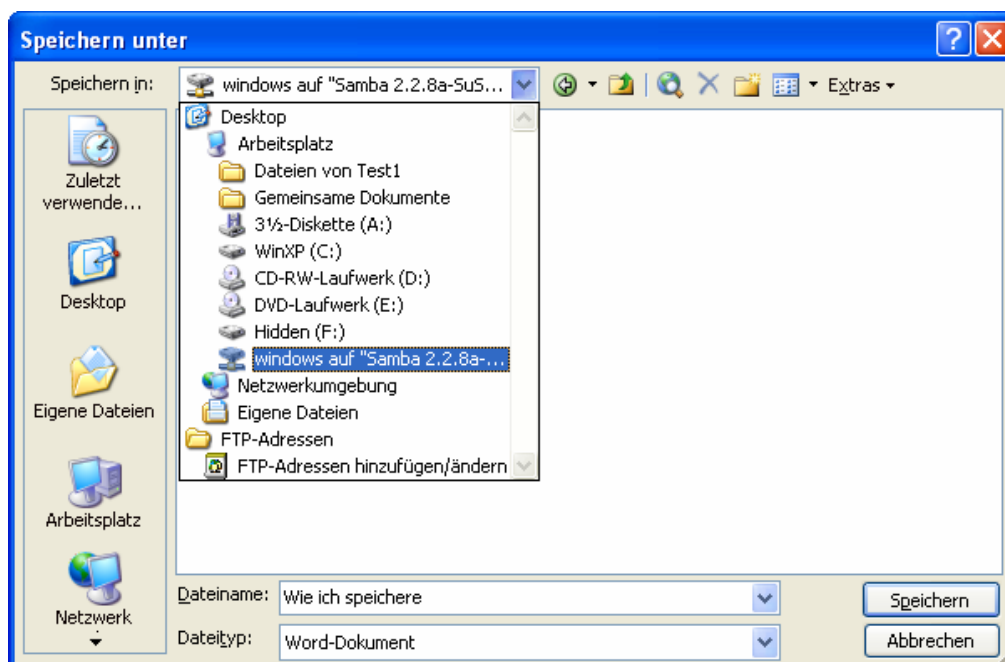 Speichern unter
Speichern in:
windows auf "Samba 2.2.8a-SuS...
Extras
Desktop
Arbeitsplatz
Dateien von Test1
Gemeinsame Dokumente
3½-Diskette (A:)
WinXP (C:)
CD-RW-Laufwerk (D:)
DVD-Laufwerk (E:)
Hidden (F:)
windows auf "Samba 2.2.8a-...
Netzwerkumgebung
Eigene Dateien
FTP-Adressen
FTP-Adressen hinzufügen/ändern
Zuletzt
verwende...
Desktop
Eigene Dateien
Arbeitsplatz
Netzwerk
Dateiname:
Wie ich speichere
Speichern
Dateityp:
Word-Dokument
Abbrechen